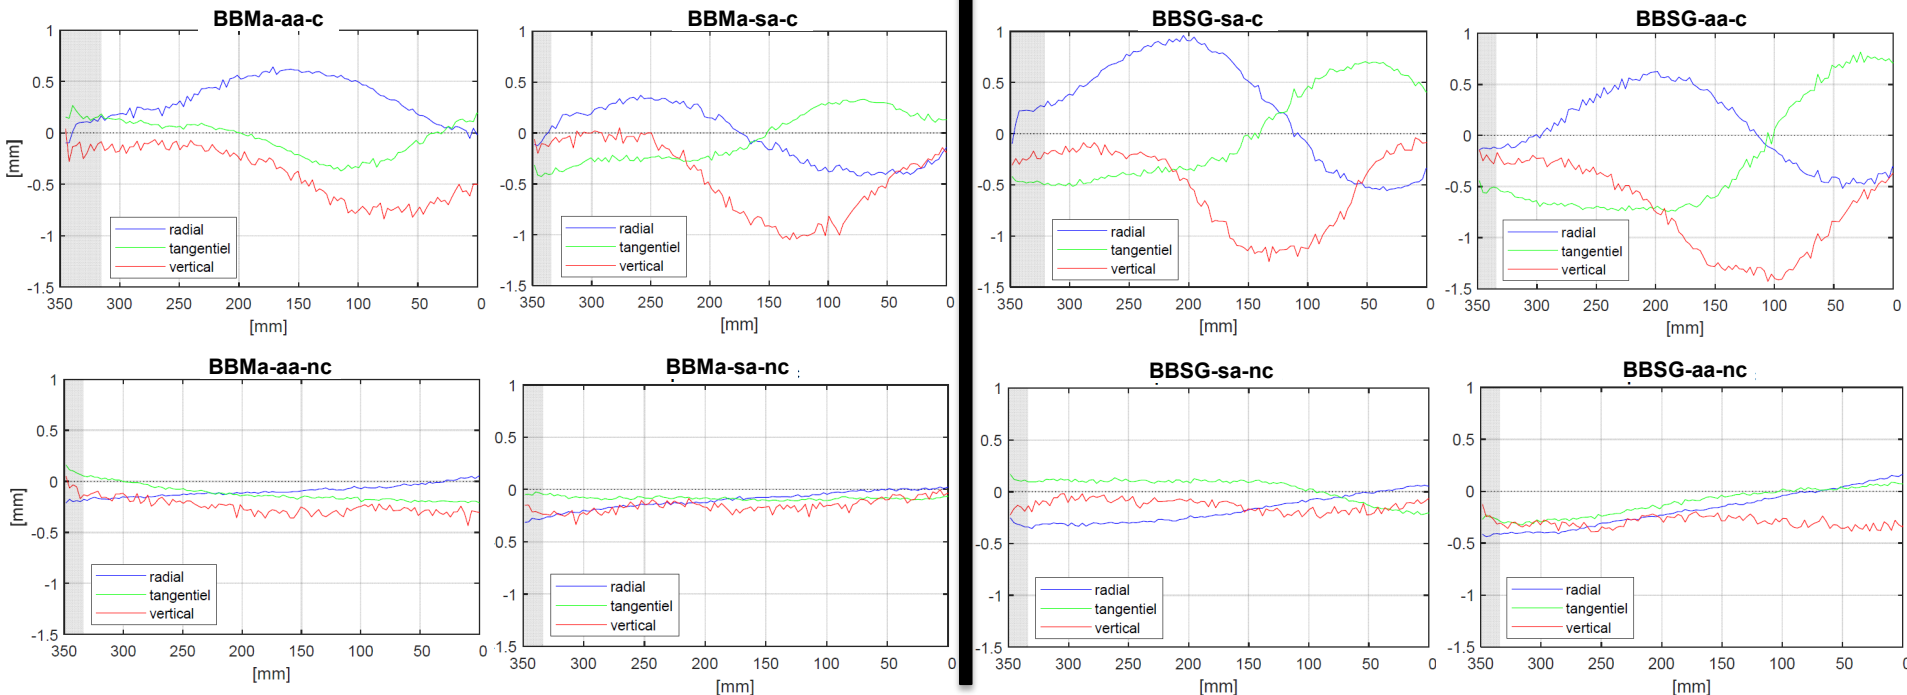 BBMa-aa-c
1
0.5
0
-0.5
-1
-1.5
[mm]
350 300 250 200 150 100 50 0
[mm]
radial
tangentiel
vertical
BBMa-sa-c
1
0.5
0
-0.5
-1
-1.5
350 300 250 200 150 100 50 0
[mm]
radial
tangentiel
vertical
BBSG-sa-c
1
0.5
0
-0.5
-1
-1.5
350 300 250 200 150 100 50 0
[mm]
radial
tangentiel
vertical
BBSG-aa-c
1
0.5
0
-0.5
-1
-1.5
350 300 250 200 150 100 50 0
[mm]
radial
tangentiel
vertical
BBMa-aa-nc
1
0.5
0
-0.5
-1
-1.5
[mm]
350 300 250 200 150 100 50 0
[mm]
radial
tangentiel
vertical
BBMa-sa-nc
1
0.5
0
-0.5
-1
-1.5
350 300 250 200 150 100 50 0
[mm]
radial
tangentiel
vertical
BBSG-sa-nc
1
0.5
0
-0.5
-1
-1.5
350 300 250 200 150 100 50 0
[mm]
radial
tangentiel
vertical
BBSG-aa-nc
1
0.5
0
-0.5
-1
-1.5
350 300 250 200 150 100 50 0
[mm]
radial
tangentiel
vertical